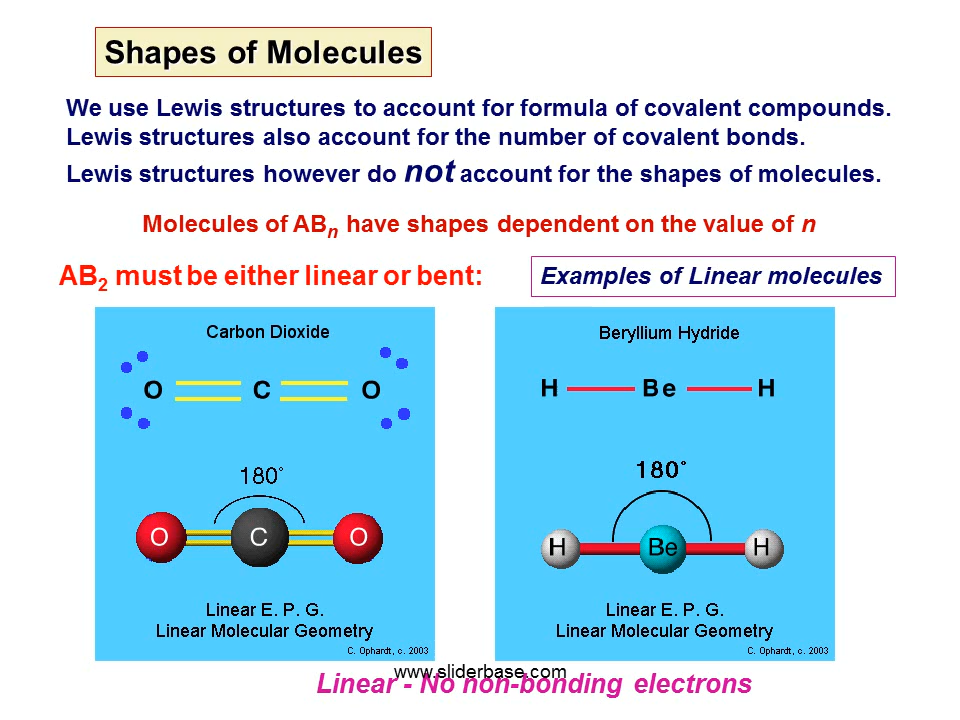 Shapes of Molecules
We use Lewis structures to account for formula of covalent compounds.
Lewis structures also account for the number of covalent bonds.
Lewis structures however do not account for the shapes of molecules.
Molecules of ABn have shapes dependent on the value of n
AB2 must be either linear or bent:
Examples of Linear molecules
Carbon Dioxide
O C O
180°
O C O
Linear E. P. G.
Linear Molecular Geometry
C. Ophardt, c. 2003
Beryllium Hydride
H Be H
180°
H Be H
Linear E. P. G.
Linear Molecular Geometry
C. Ophardt, c. 2003
www.sliderbase.com
Linear - No non-bonding electrons